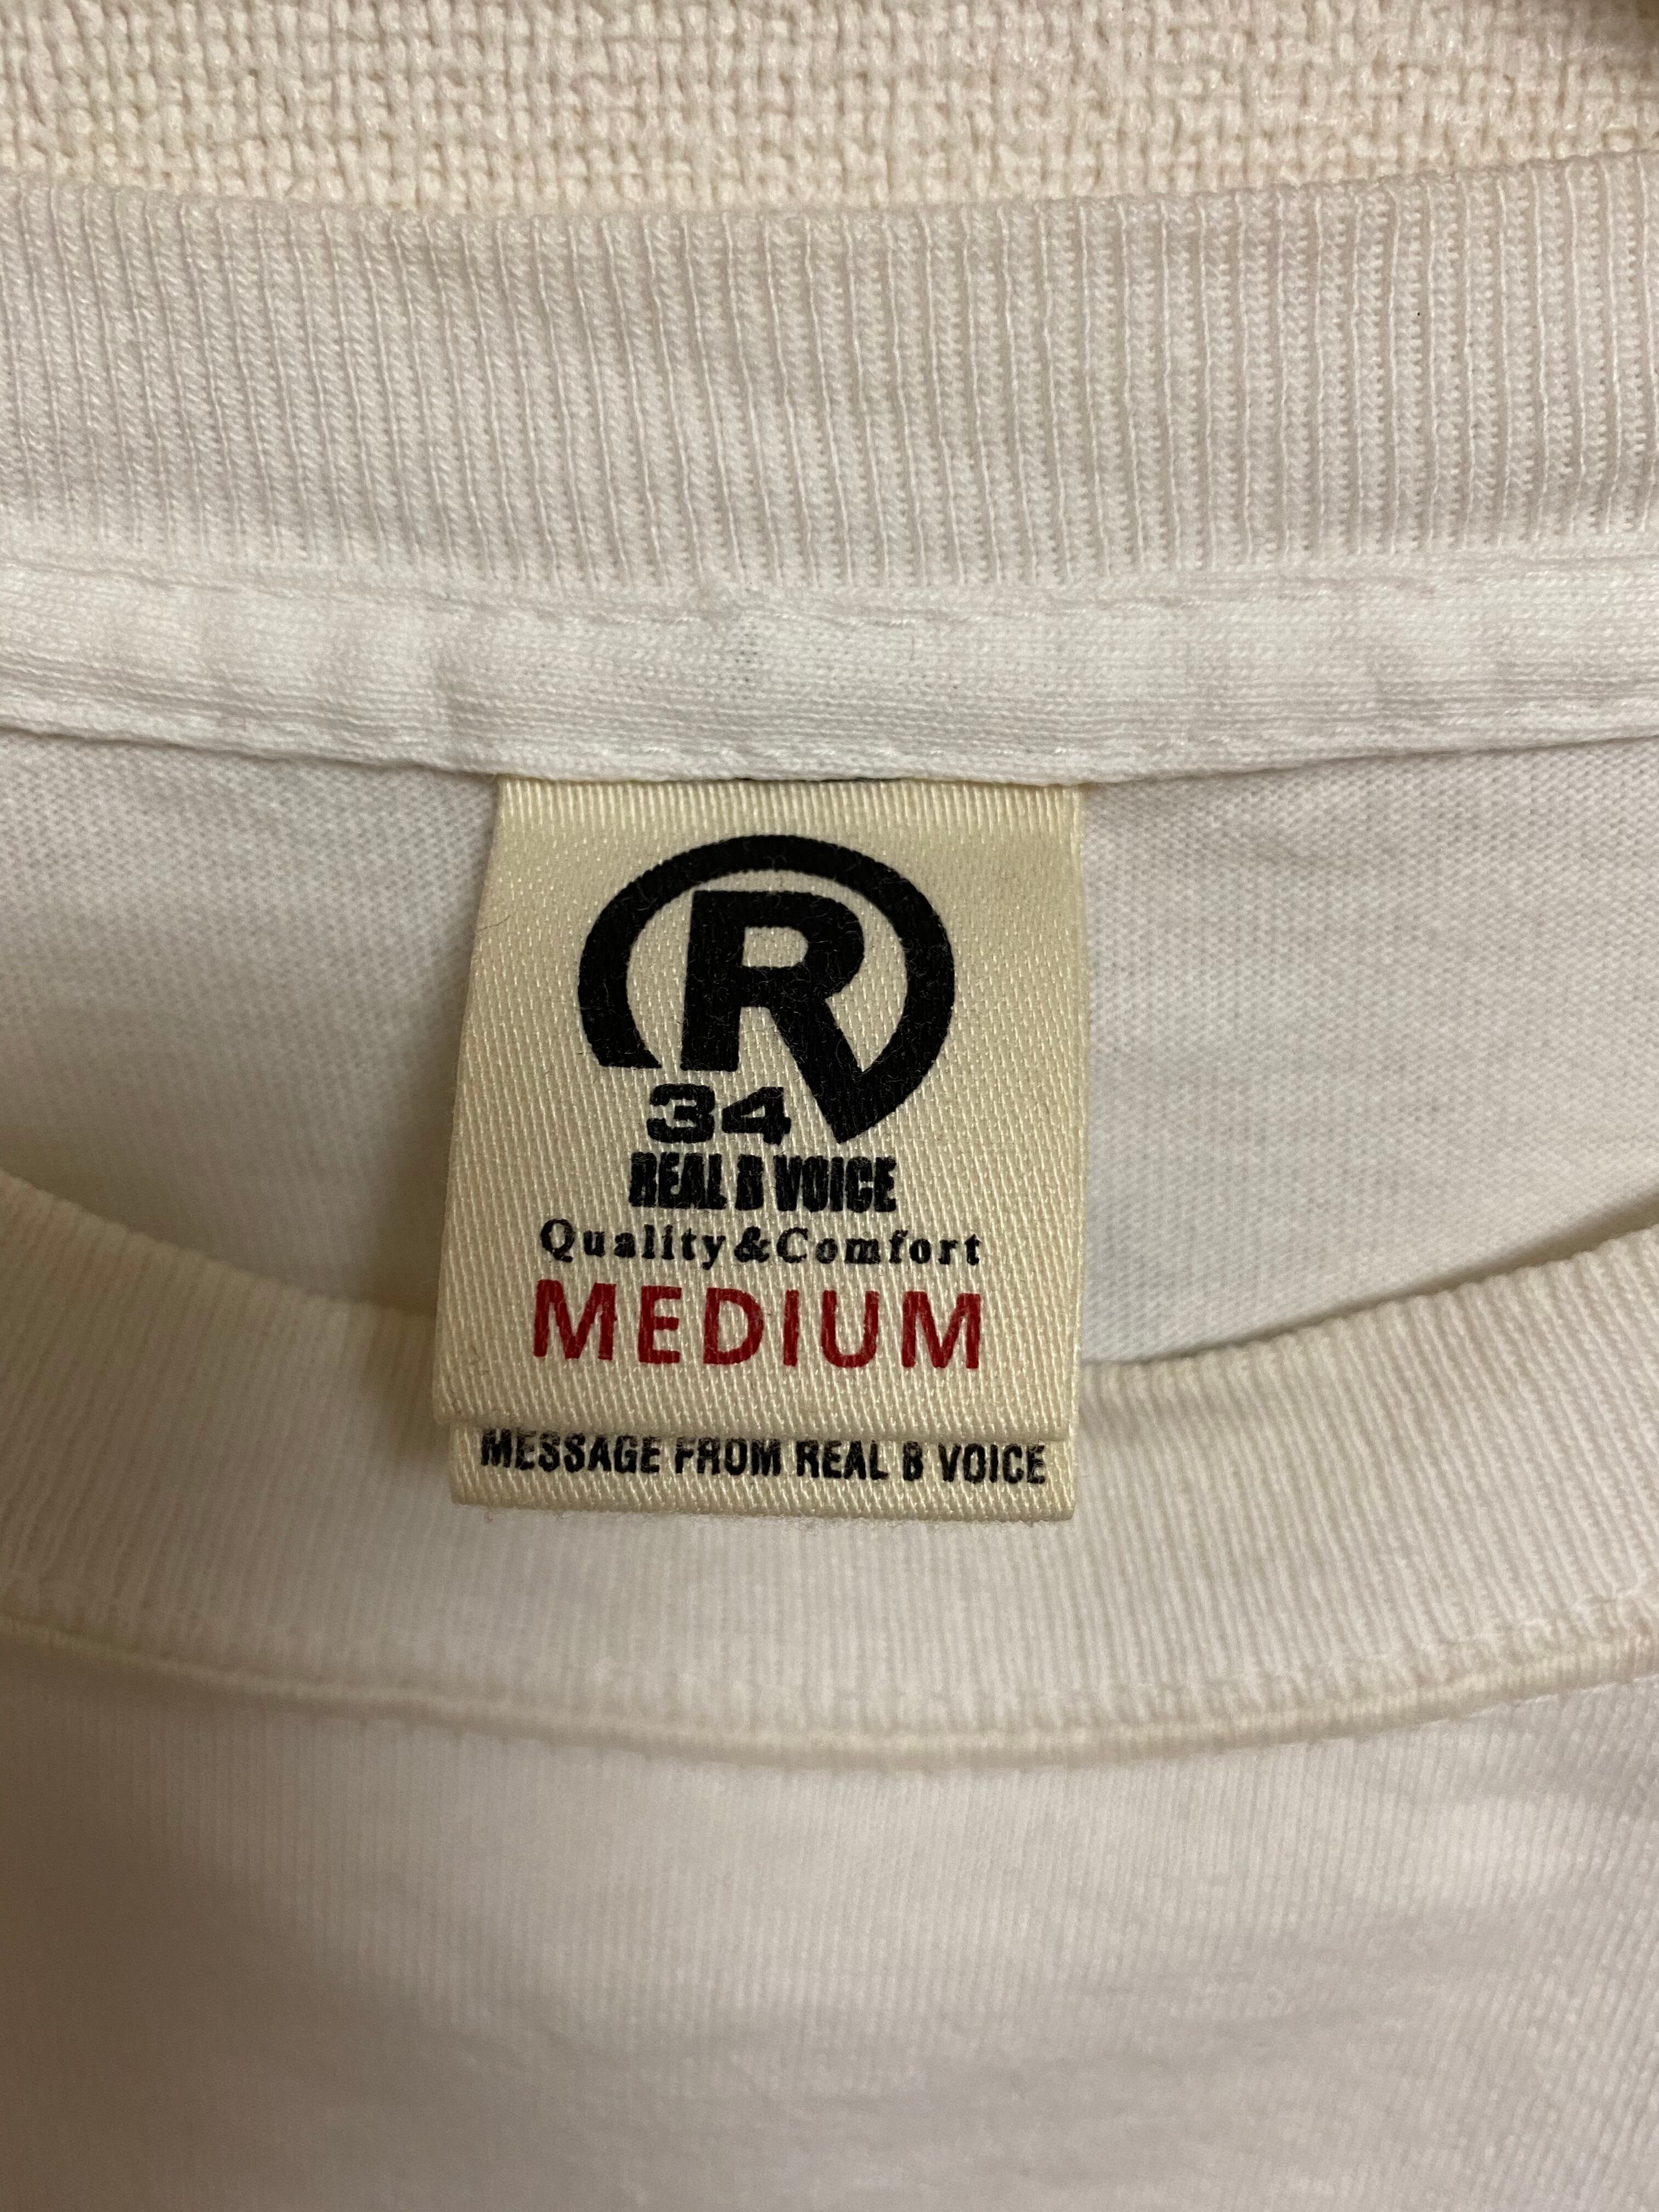 R
34
REAL B VOICE
Quality&Comfort
MEDIUM
MESSAGE FROM REAL B VOICE